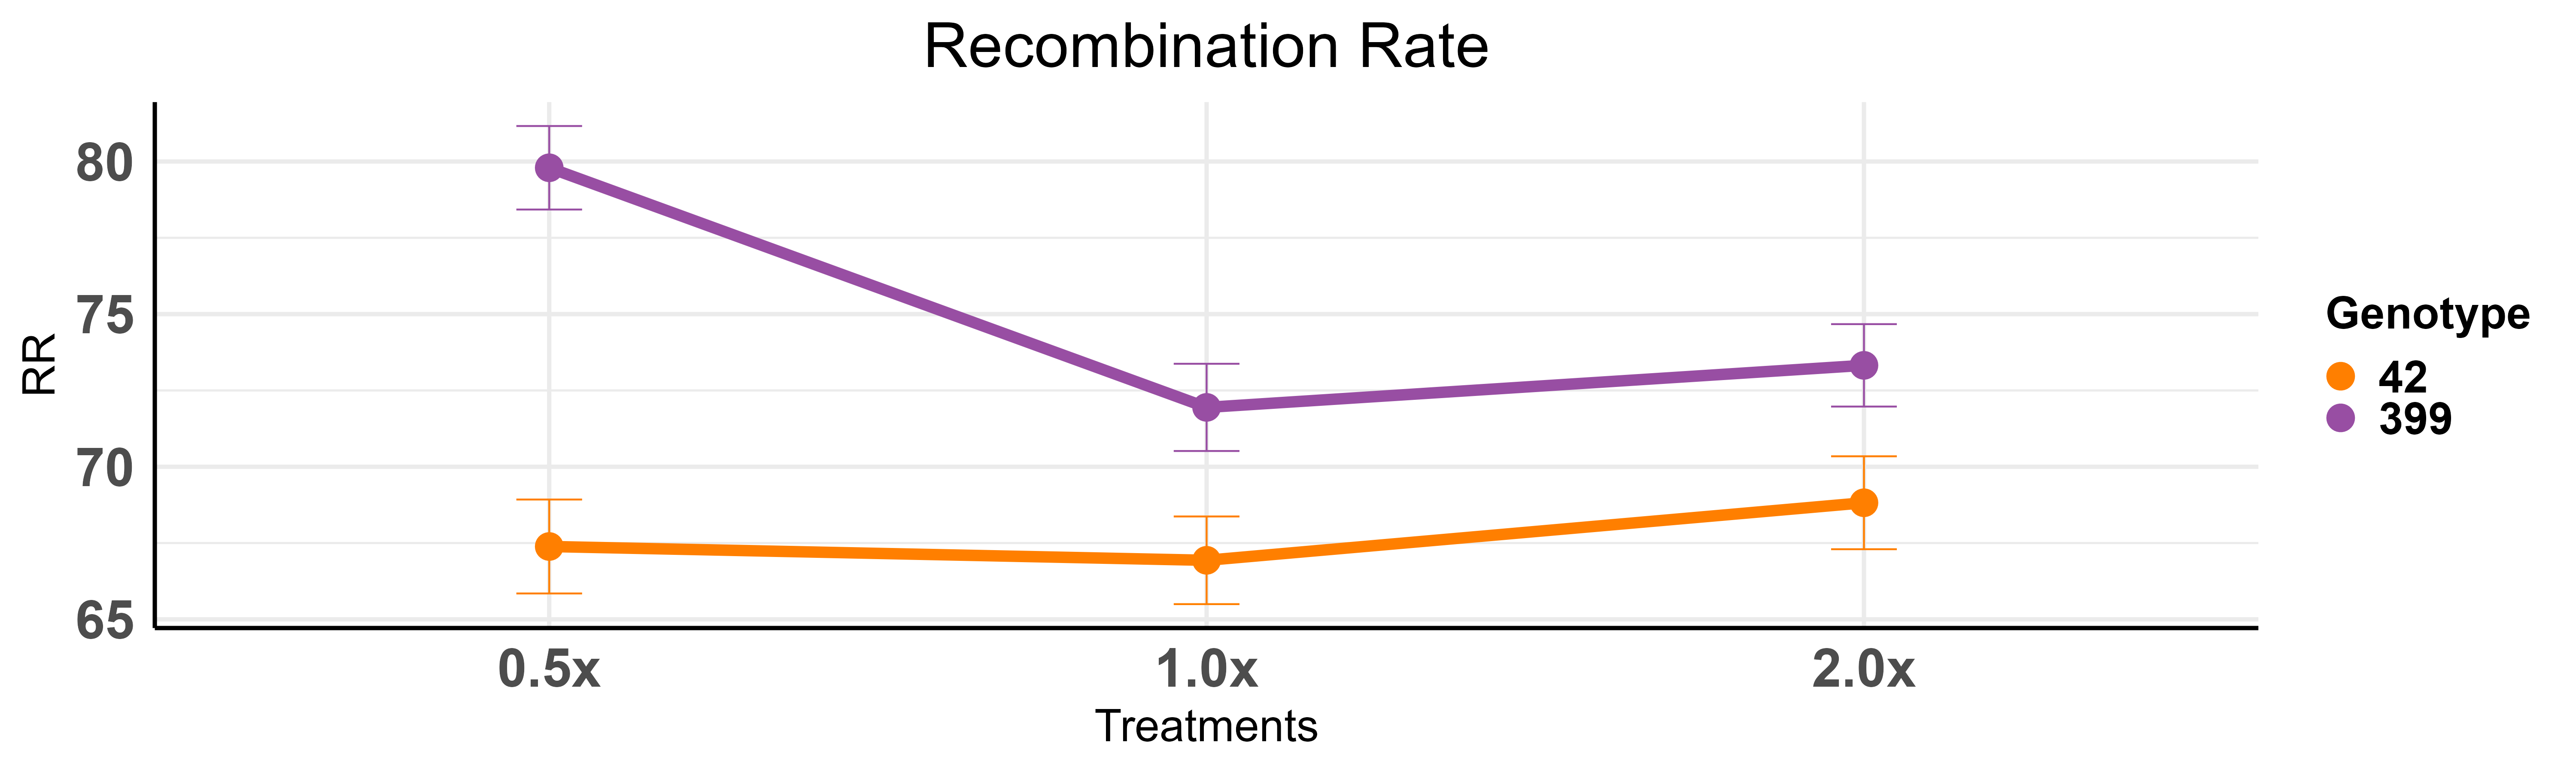 Recombination Rate
80
75
70
65
RR
0.5x
1.0x
2.0x
Treatments
Genotype
42
399